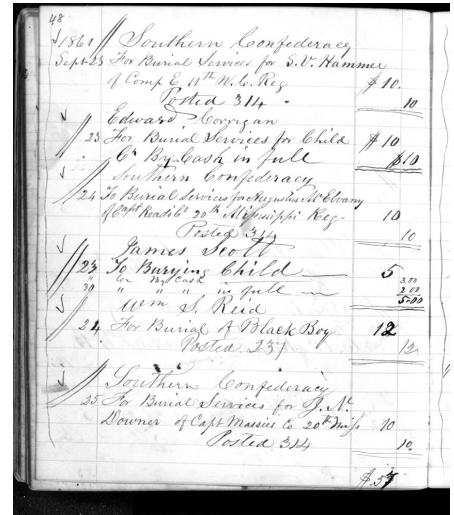 48
1861 Southern Confederacy
Sept 23 For Burial Services for S. V. Hammer
of Comp E 11th N. C. Reg $10.
Posted 314 10
Edward Corrigan
23 For Burial Services for Child $10
Cr By Cash in full $10
Southern Confederacy
24 To Burial Services for Augustus McElvany
of Capt 20th Mississippi Reg 10
Posted 314 10
James Scott
23 To Burying Child 5
" Cr By Cash 3.00
30 " " " in full 2.00
5.00
Wm S. Reid
24 For Burial of Black Boy 12
Posted 237 12
Southern Confederacy
25 For Burial Services for J. N.
Downer of Capt Massies Co 20th Miss 10
Posted 314 10.
$.57